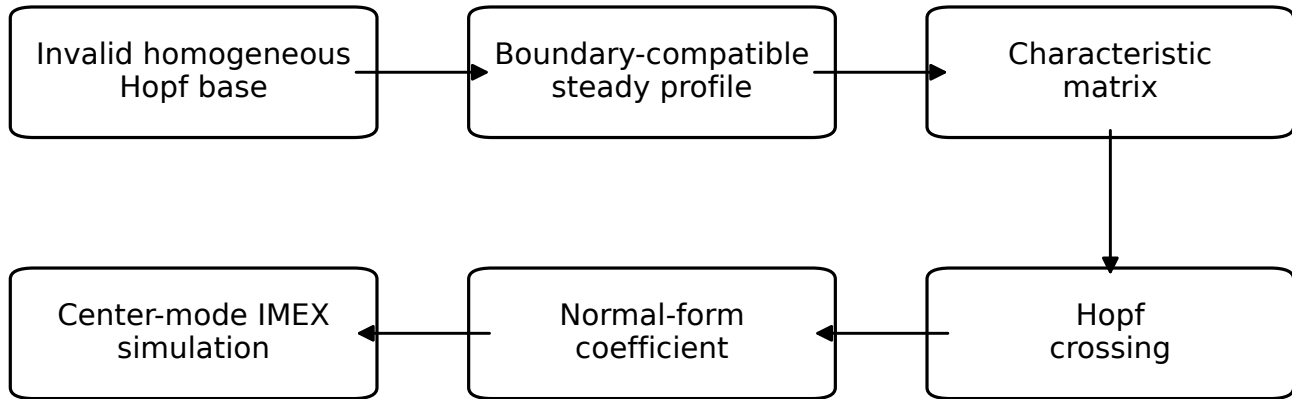 Invalid homogeneous
Hopf base
Boundary-compatible
steady profile
Characteristic
matrix
Hopf
crossing
Normal-form
coefficient
Center-mode IMEX
simulation